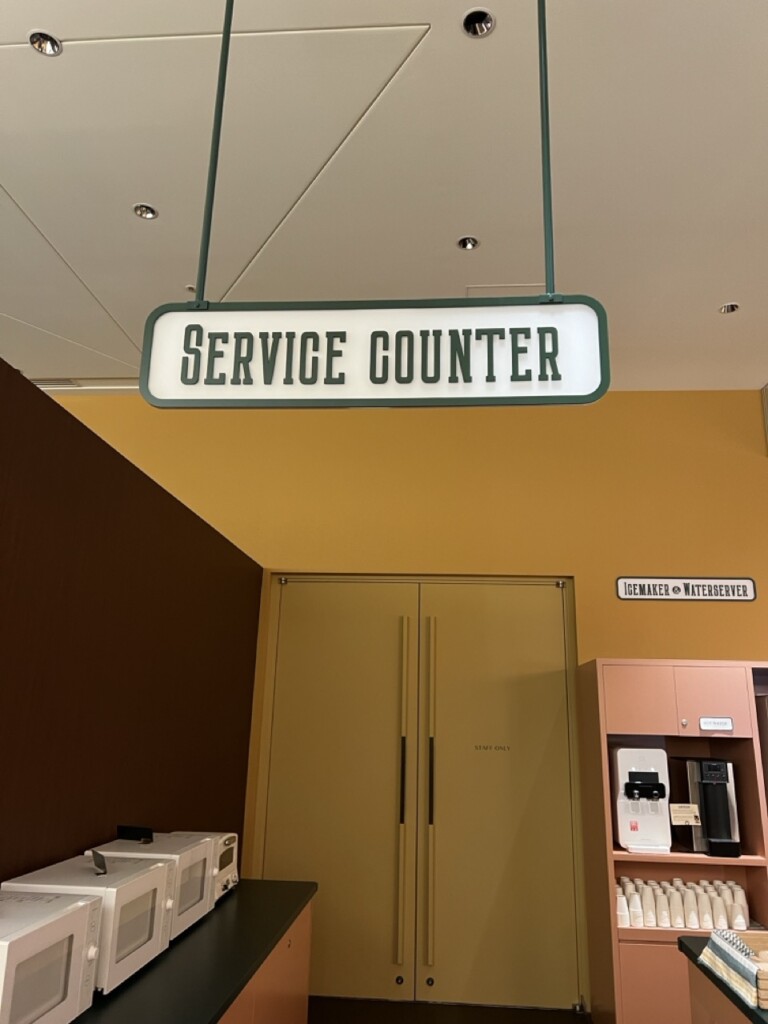 SERVICE COUNTER
ICEMAKER & WATERSERVER
STAFF ONLY